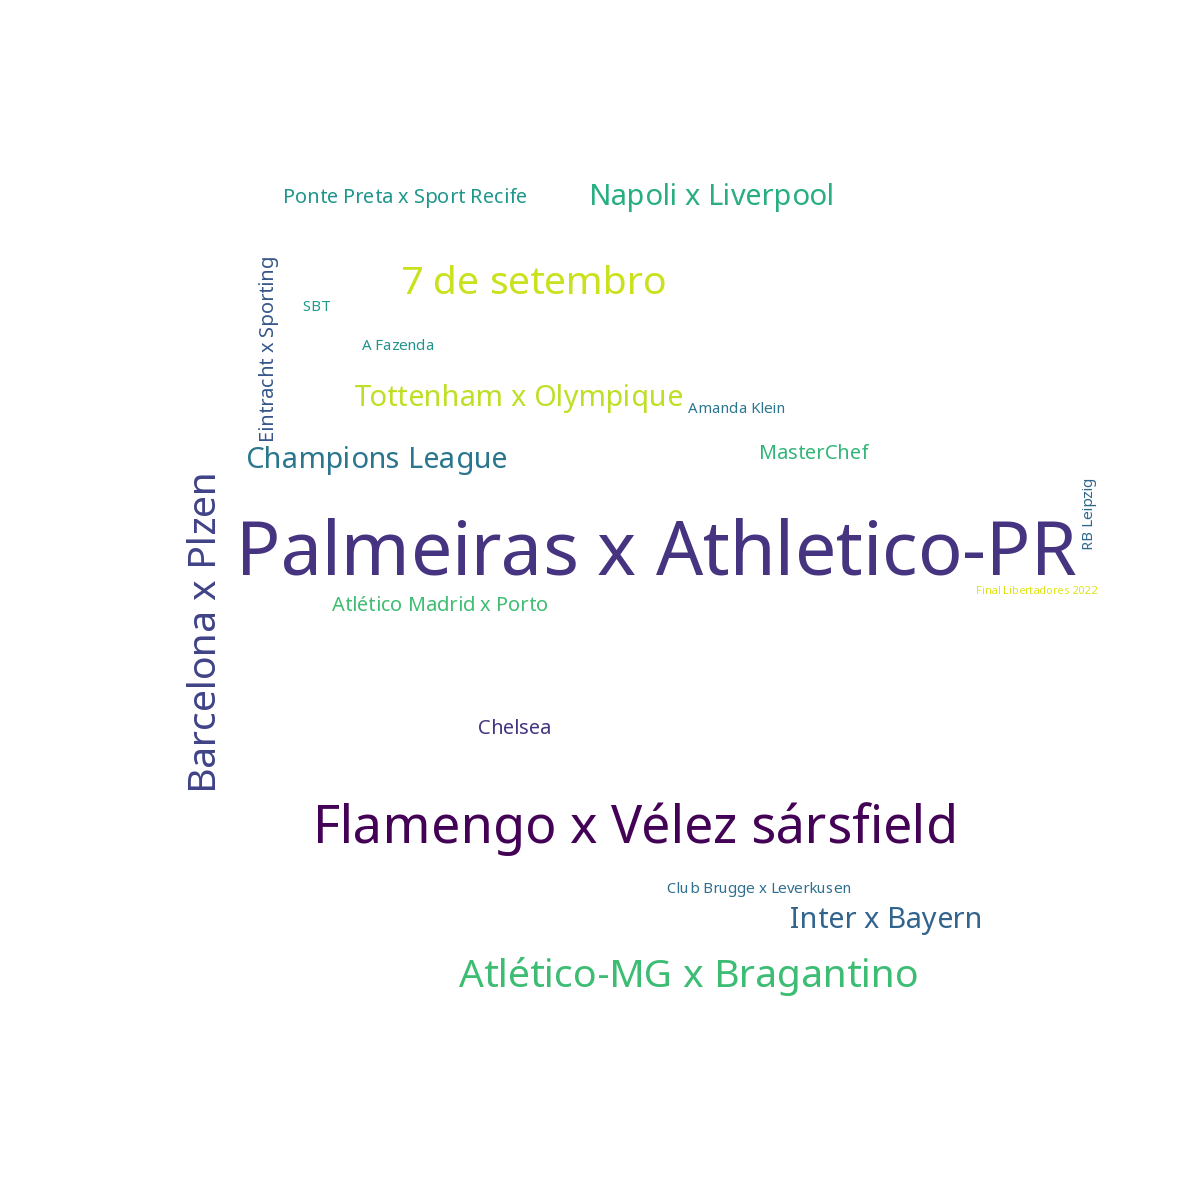 Ponte Preta x Sport Recife
Napoli x Liverpool
Eintracht x Sporting
7 de setembro
SBT
A Fazenda
Tottenham x Olympique
Amanda Klein
Champions League
MasterChef
Barcelona x Plzen
RB Leipzig
Palmeiras x Athletico-PR
Final Libertadores 2022
Atlético Madrid x Porto
Chelsea
Flamengo x Vélez sársfield
Club Brugge x Leverkusen
Inter x Bayern
Atlético-MG x Bragantino